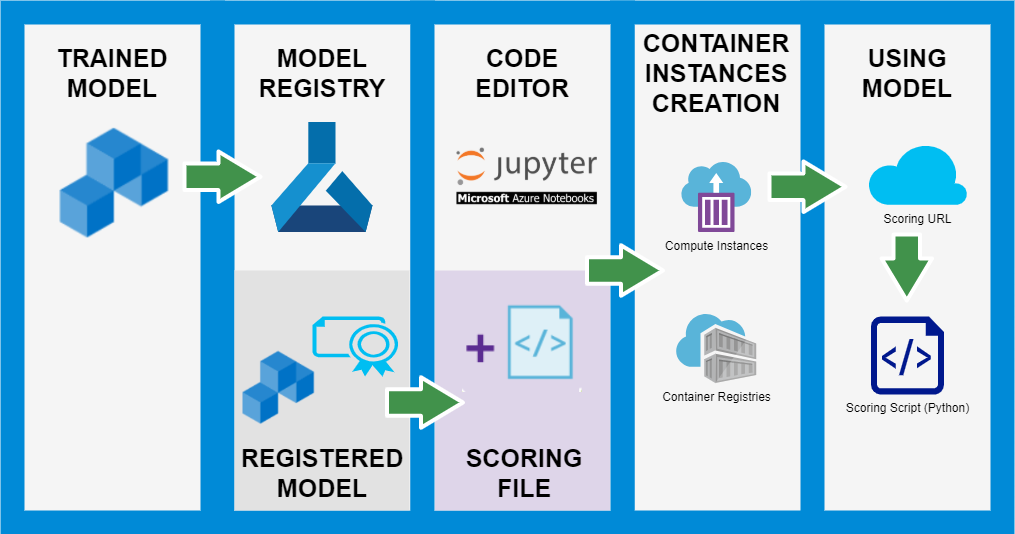 TRAINED
MODEL
MODEL
REGISTRY
REGISTERED
MODEL
CODE
EDITOR
jupyter
Microsoft Azure Notebooks
</>
SCORING
FILE
CONTAINER
INSTANCES
CREATION
Compute Instances
Container Registries
USING
MODEL
Scoring URL
</>
Scoring Script (Python)